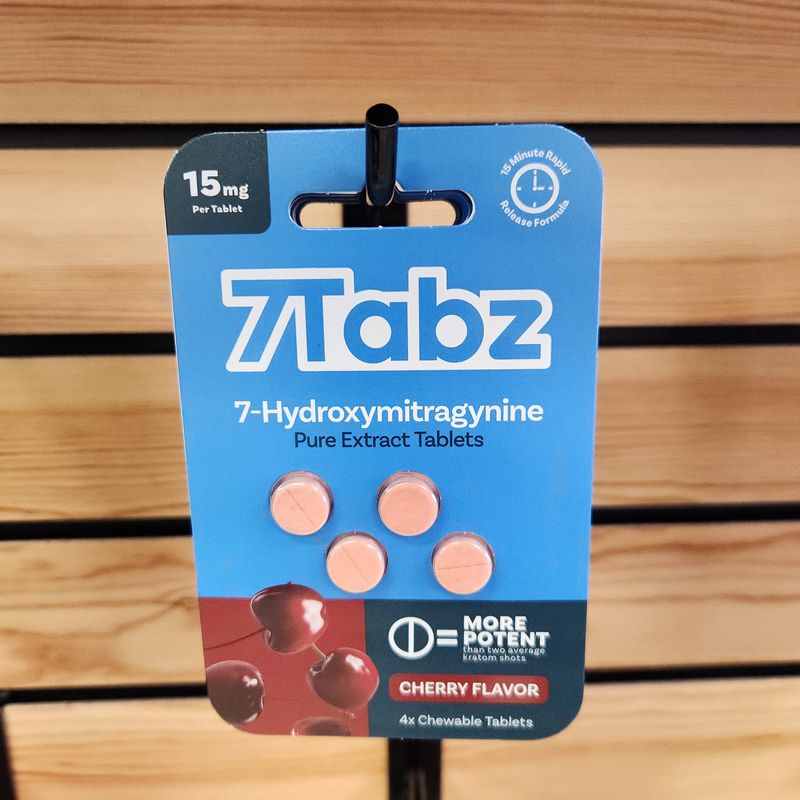 15mg
Per Tablet
15 Minute Rapid
Release Formula
7Tabz
7-Hydroxymitragynine
Pure Extract Tablets
= MORE
POTENT
than two average
kratom shots
CHERRY FLAVOR
4x Chewable Tablets